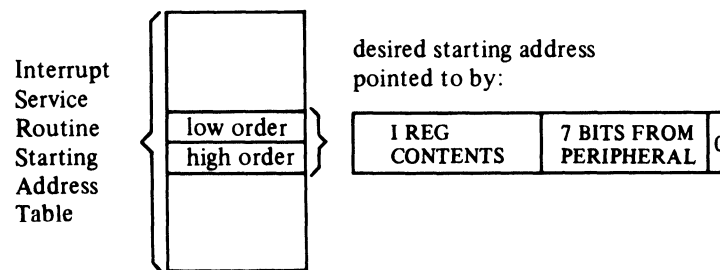 Interrupt
Service
Routine
Starting
Address
Table
low order
high order
desired starting address
pointed to by:
I REG
CONTENTS
7 BITS FROM
PERIPHERAL
0